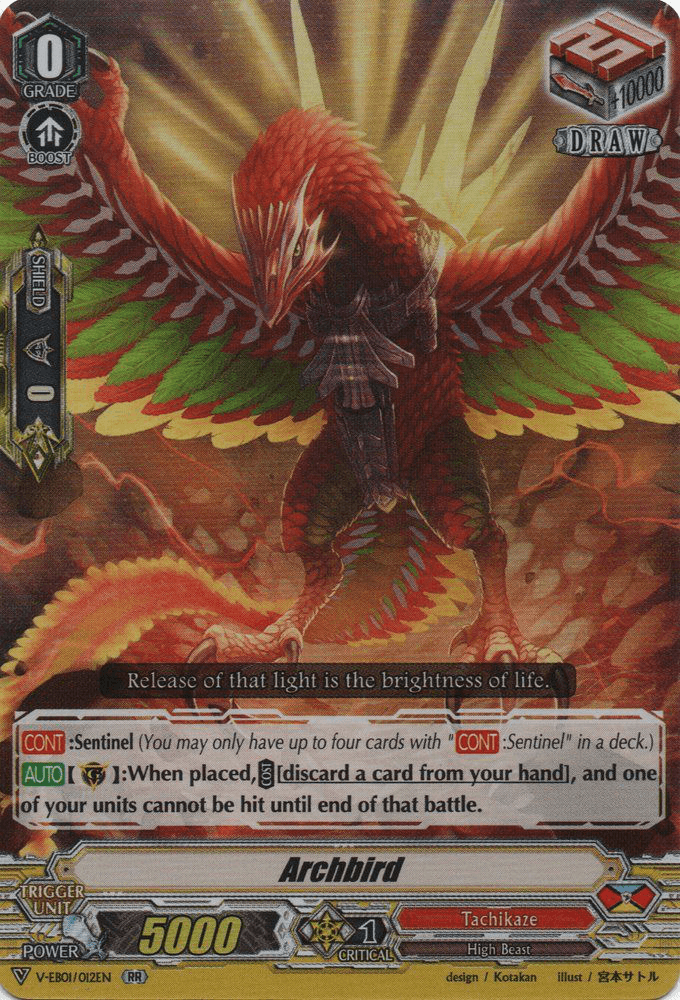 0
GRADE
BOOST
+10000
DRAW
SHIELD
0
Release of that light is the brightness of life.
CONT:Sentinel (You may only have up to four cards with "CONT:Sentinel" in a deck.)
AUTO【 G 】:When placed, COST [discard a card from your hand], and one
of your units cannot be hit until end of that battle.
Archbird
TRIGGER
UNIT
POWER 5000
1
CRITICAL
Tachikaze
High Beast
V-EB01/012EN RR design / Kotakan illust / 宮本サトル